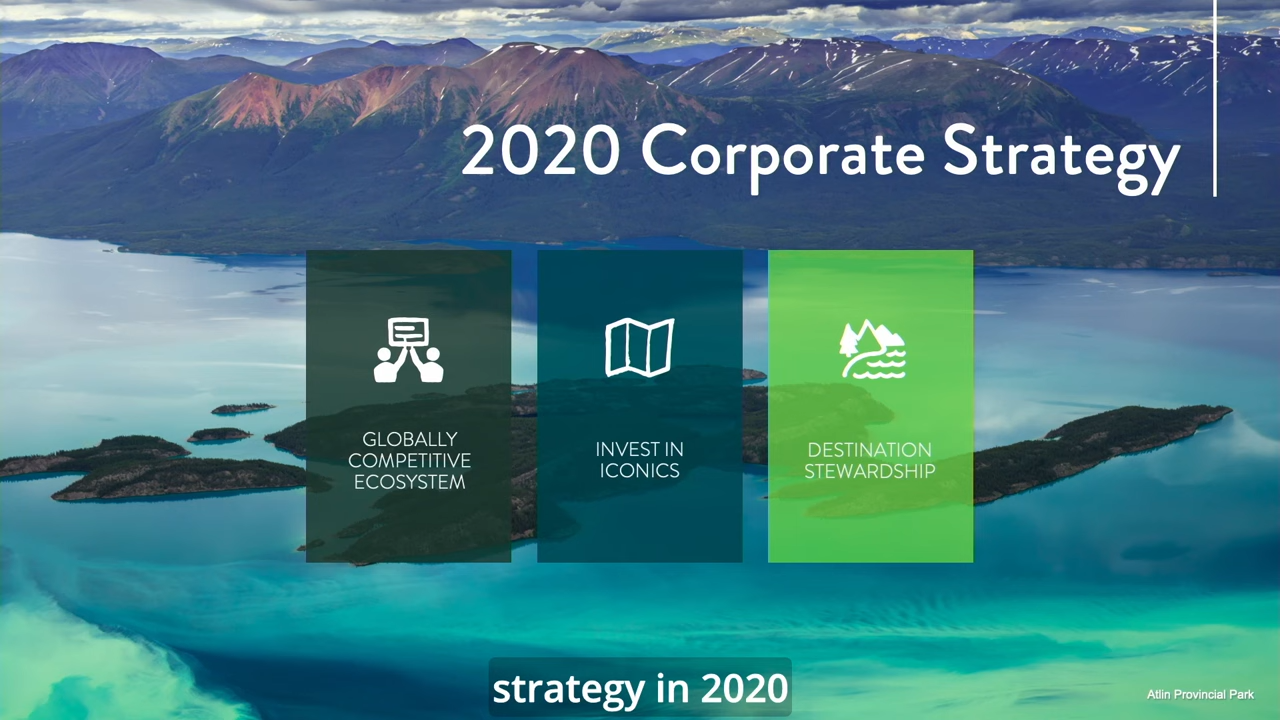 2020 Corporate Strategy
GLOBALLY
COMPETITIVE
ECOSYSTEM
INVEST IN
ICONICS
DESTINATION
STEWARDSHIP
strategy in 2020
Atlin Provincial Park